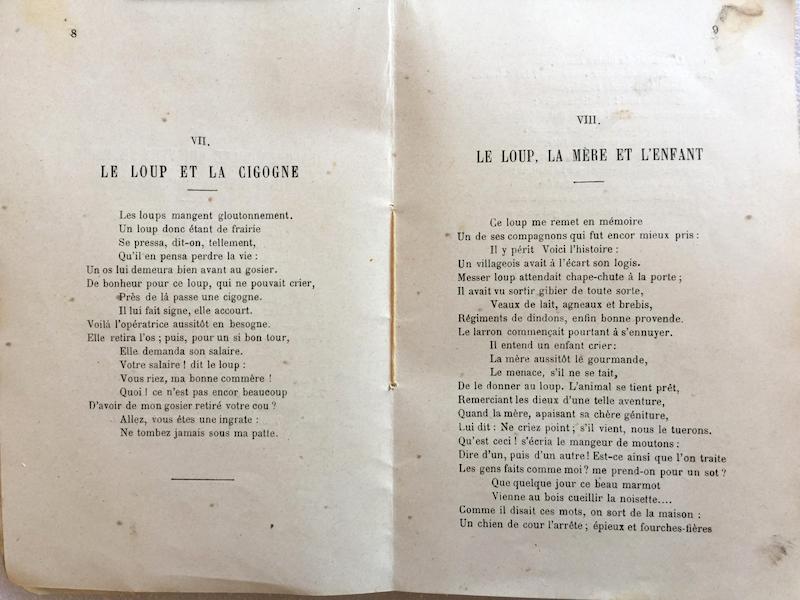 8
VII.
LE LOUP ET LA CIGOGNE
Les loups mangent gloutonnement.
Un loup donc étant de frairie
Se pressa, dit-on, tellement,
Qu'il en pensa perdre la vie :
Un os lui demeura bien avant au gosier.
De bonheur pour ce loup, qui ne pouvait crier,
Près de là passe une cigogne.
Il lui fait signe, elle accourt.
Voilà l'opératrice aussitôt en besogne.
Elle retira l'os ; puis, pour un si bon tour,
Elle demanda son salaire.
Votre salaire ! dit le loup :
Vous riez, ma bonne commère !
Quoi ! ce n'est pas encor beaucoup
D'avoir de mon gosier retiré votre cou ?
Allez, vous êtes une ingrate :
Ne tombez jamais sous ma patte.
9
VIII.
LE LOUP, LA MÈRE ET L'ENFANT
Ce loup me remet en mémoire
Un de ses compagnons qui fut encor mieux pris :
Il y périt Voici l'histoire :
Un villageois avait à l'écart son logis.
Messer loup attendait chape-chute à la porte ;
Il avait vu sortir gibier de toute sorte,
Veaux de lait, agneaux et brebis,
Régiments de dindons, enfin bonne provende.
Le larron commençait pourtant à s'ennuyer.
Il entend un enfant crier :
La mère aussitôt le gourmande,
Le menace, s'il ne se tait,
De le donner au loup. L'animal se tient prêt,
Remerciant les dieux d'une telle aventure,
Quand la mère, apaisant sa chère géniture,
Lui dit : Ne criez point ; s'il vient, nous le tuerons.
Qu'est ceci ! s'écria le mangeur de moutons :
Dire d'un, puis d'un autre ! Est-ce ainsi que l'on traite
Les gens faits comme moi ? me prend-on pour un sot ?
Que quelque jour ce beau marmot
Vienne au bois cueillir la noisette....
Comme il disait ces mots, on sort de la maison :
Un chien de cour l'arrête ; épieux et fourches-fières